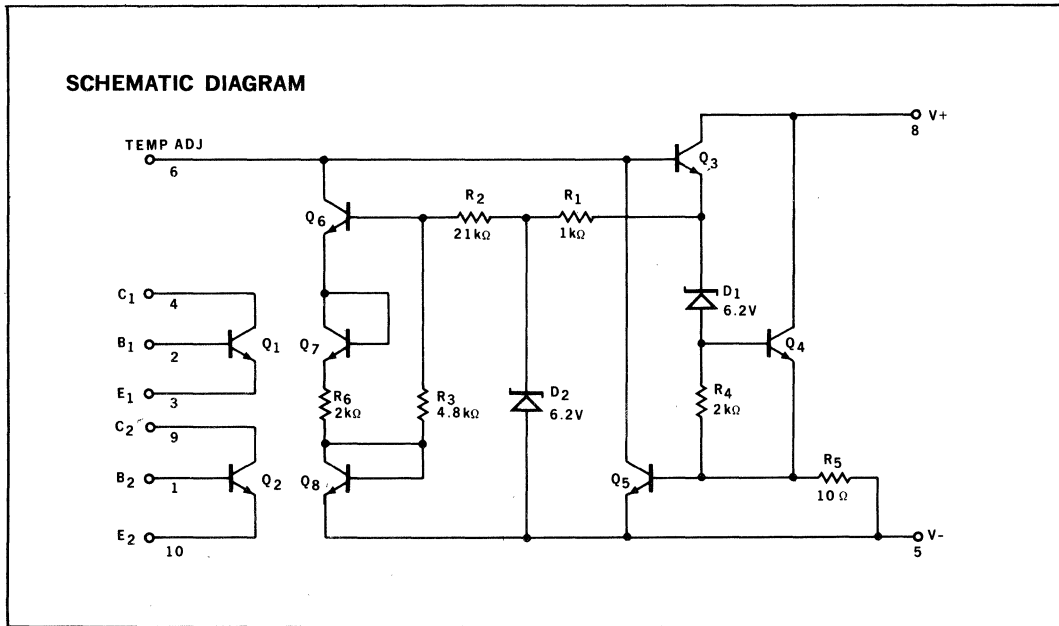 SCHEMATIC DIAGRAM
V+
8
TEMP ADJ
6
Q3
R2
21kΩ
R1
1kΩ
Q6
D1
6.2V
C1
4
B1
2
Q1
E1
3
Q7
R6
2kΩ
R3
4.8kΩ
D2
6.2V
Q4
R4
2kΩ
C2
9
B2
1
Q2
E2
10
Q8
Q5
R5
10 Ω
V-
5